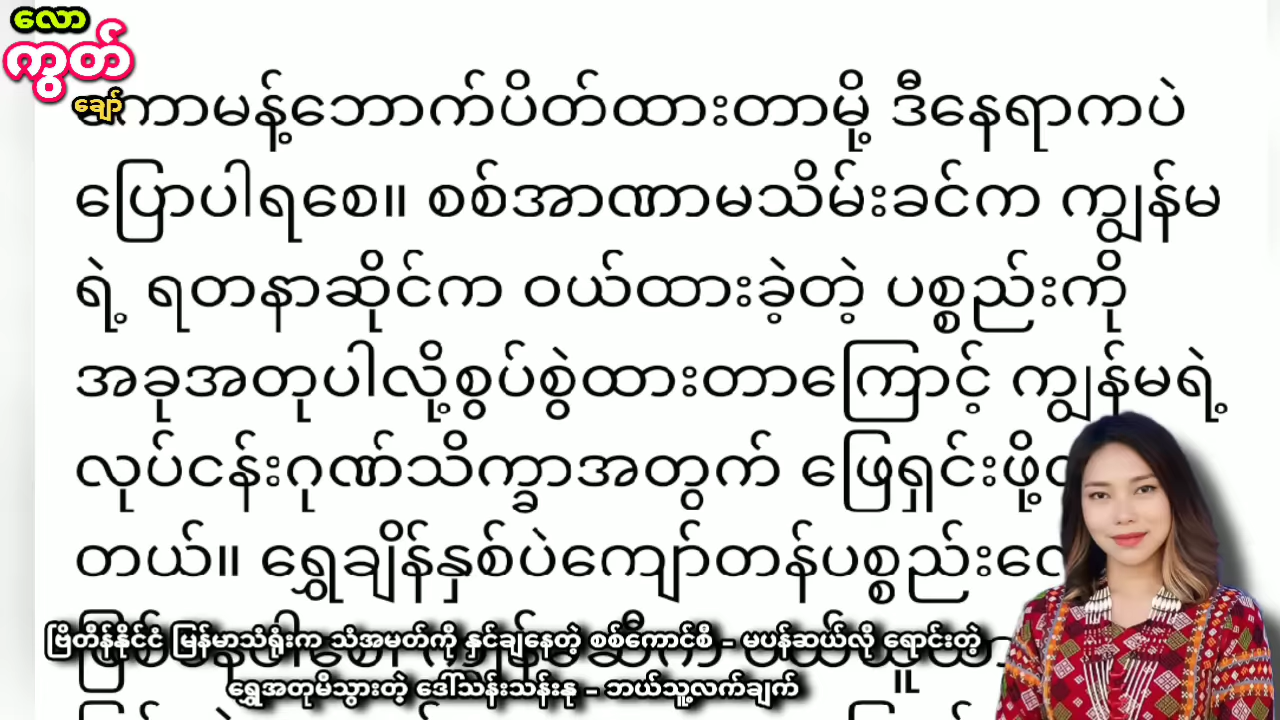 လော
ကွတ်
ချော်
ကောမန့်ဘောက်ပိတ်ထားတာမို့ ဒီနေရာကပဲ
ပြောပါရစေ။ စစ်အာဏာမသိမ်းခင်က ကျွန်မ
ရဲ့ ရတနာဆိုင်က ဝယ်ထားခဲ့တဲ့ ပစ္စည်းကို
အခုအတုပါလို့စွပ်စွဲထားတာကြောင့် ကျွန်မရဲ့
လုပ်ငန်းဂုဏ်သိက္ခာအတွက် ဖြေရှင်းဖို့
တယ်။ ရွှေချိန်နှစ်ပဲကျော်တန်ပစ္စည်းလေ
ဗြိတိန်နိုင်ငံ မြန်မာသံရုံးက သံအမတ်ကို နှင်ချနေတဲ့ စစ်ကောင်စီ - မပန်ဆယ်လို ရောင်းတဲ့
ရွှေအတုမိသွားတဲ့ ဒေါ်သန်းသန်းနု - ဘယ်သူ့လက်ချက်